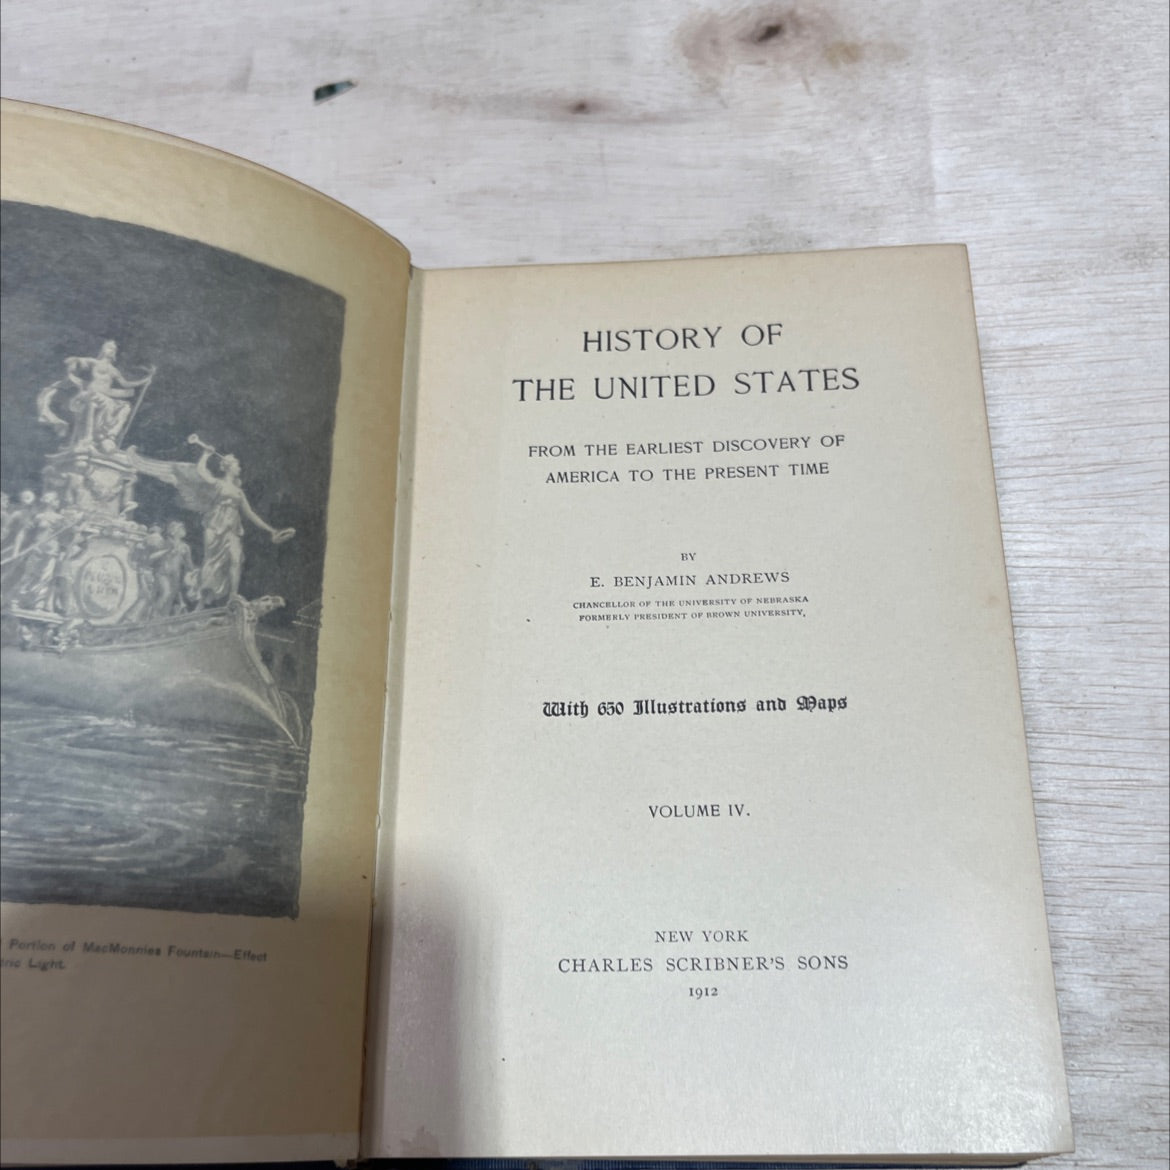 Portion of MacMonnies Fountain—Effect
tric Light.
HISTORY OF
THE UNITED STATES
FROM THE EARLIEST DISCOVERY OF
AMERICA TO THE PRESENT TIME
BY
E. BENJAMIN ANDREWS
CHANCELLOR OF THE UNIVERSITY OF NEBRASKA
FORMERLY PRESIDENT OF BROWN UNIVERSITY,
With 650 Illustrations and Maps
VOLUME IV.
NEW YORK
CHARLES SCRIBNER'S SONS
1912